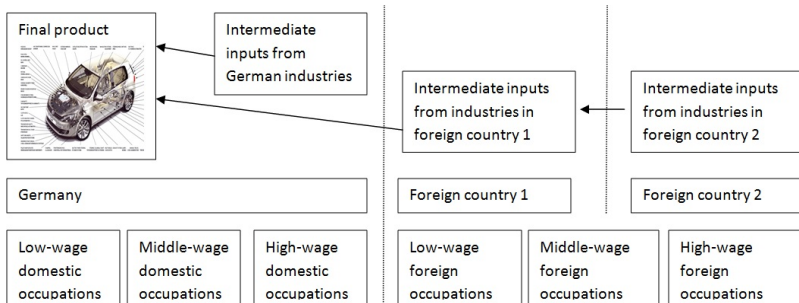 Final product
Intermediate
inputs from
German industries
Intermediate inputs
from industries in
foreign country 1
Intermediate inputs
from industries in
foreign country 2
Germany
Foreign country 1
Foreign country 2
Low-wage
domestic
occupations
Middle-wage
domestic
occupations
High-wage
domestic
occupations
Low-wage
foreign
occupations
Middle-wage
foreign
occupations
High-wage
foreign
occupations